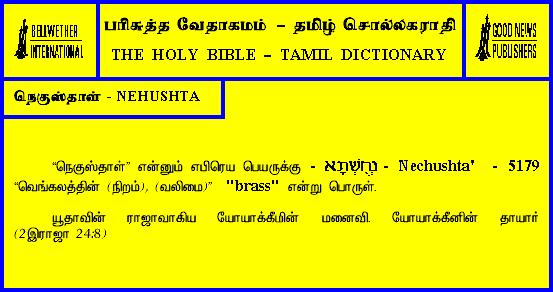 BELLWETHER
INTERNATIONAL
பரிசுத்த வேதாகமம் – தமிழ் சொல்லகராதி
THE HOLY BIBLE – TAMIL DICTIONARY
GOOD NEWS
PUBLISHERS
நெகுஸ்தாள் - NEHUSHTA
“நெகுஸ்தாள்” என்னும் எபிரெய பெயருக்கு - נְחֻשְׁתָּא - Nechushta' - 5179
“வெங்கலத்தின் (நிறம்), (வலிமை)” "brass" என்று பொருள்.
யூதாவின் ராஜாவாகிய யோயாக்கீமின் மனைவி. யோயாக்கீனின் தாயார்
(2இராஜா 24:8)